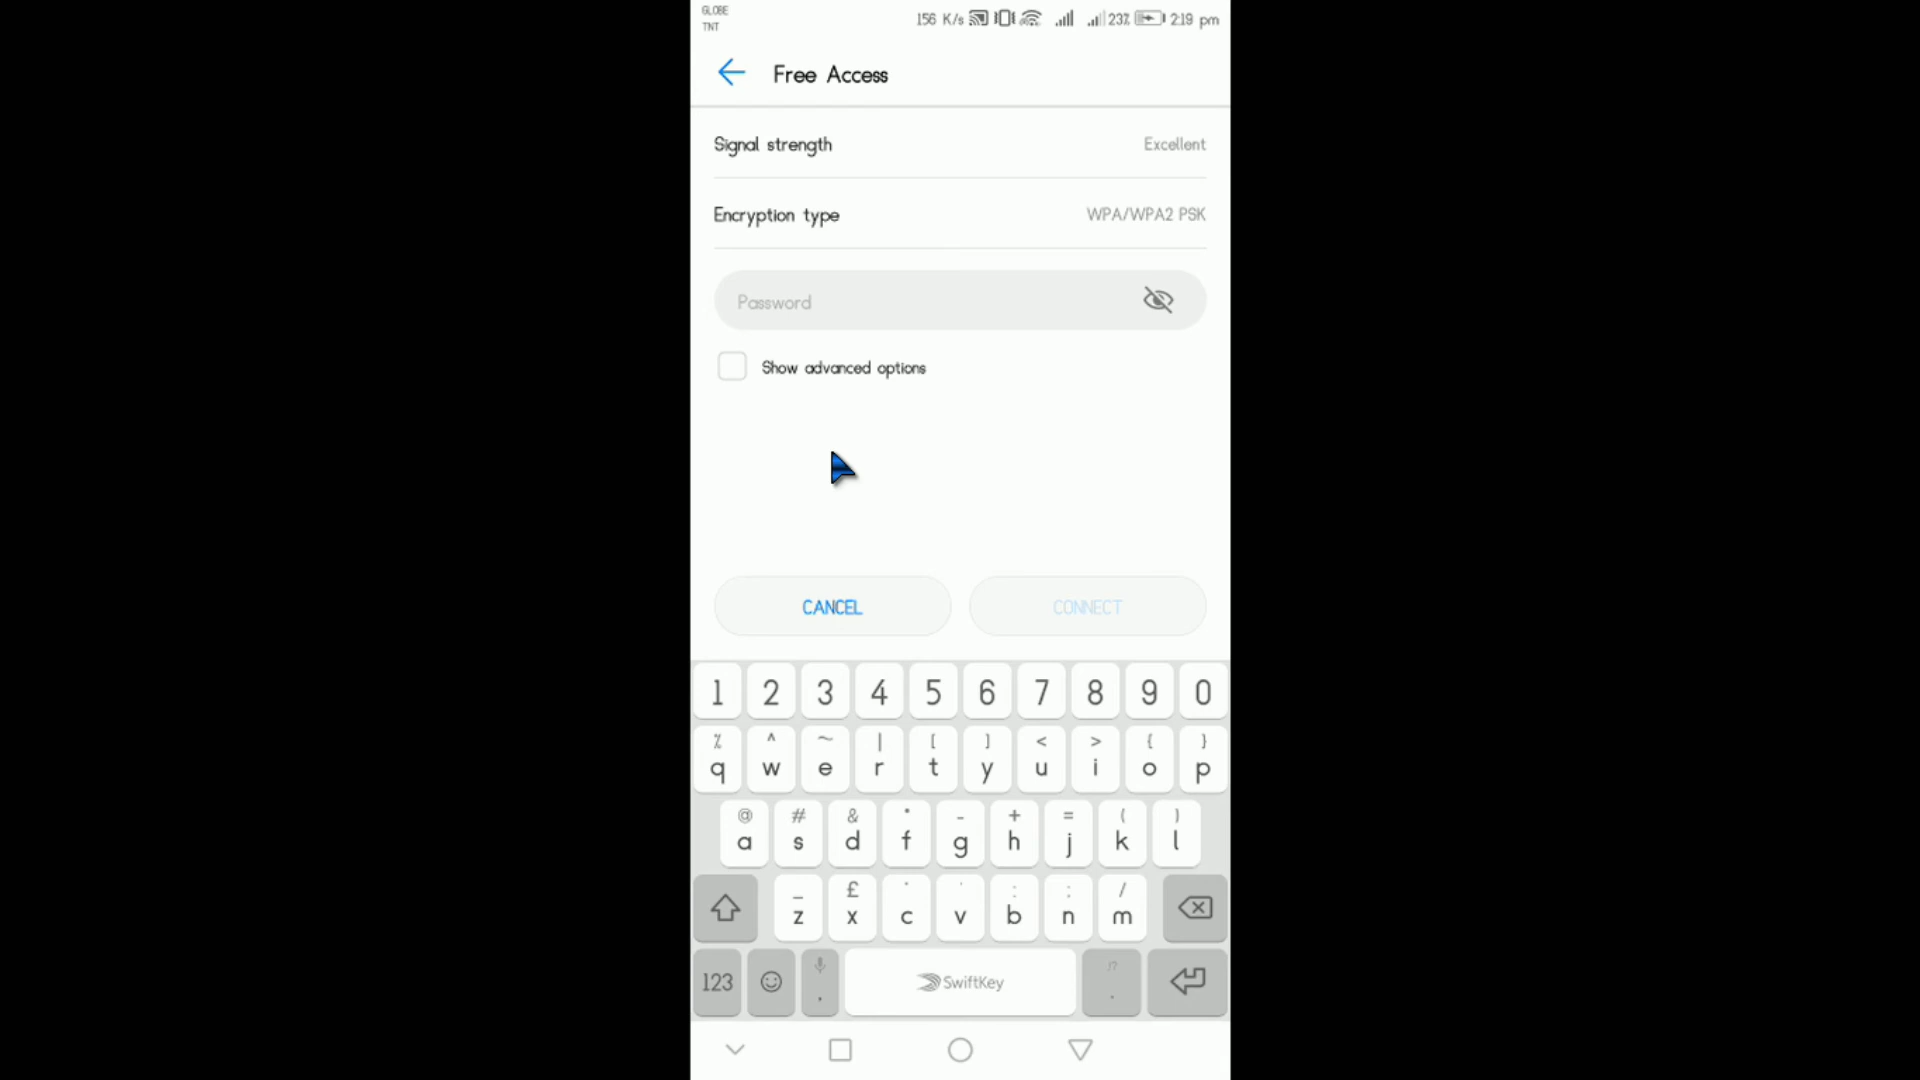 GLOBE
TNT
156 K/s 23% 2:19 pm
Free Access
Signal strength Excellent
Encryption type WPA/WPA2 PSK
Password
Show advanced options
CANCEL CONNECT
1 2 3 4 5 6 7 8 9 0
% ^ ~ | [ ] < > { }
q w e r t y u i o p
@ # & * - + = ( )
a s d f g h j k l
_ £ " ' : ; /
z x c v b n m
123 , SwiftKey !? .